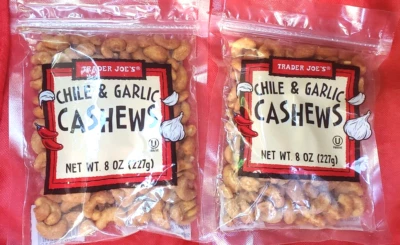 TRADER JOE'S®
CHILE & GARLIC
CASHEWS
NET WT. 8 OZ (227g)
TRADER JOE'S®
CHILE & GARLIC
CASHEWS
NET WT. 8 OZ (227g)